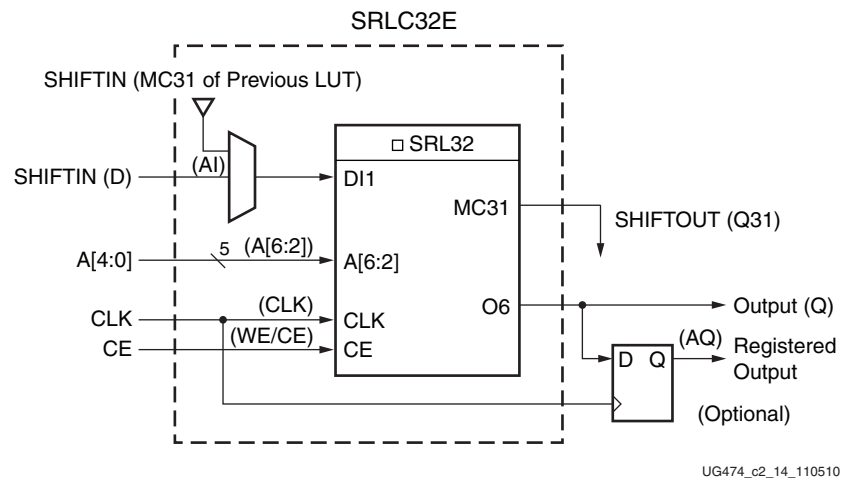 SRLC32E
SHIFTIN (MC31 of Previous LUT)
SHIFTIN (D)
(AI)
SRL32
DI1
MC31
SHIFTOUT (Q31)
A[4:0]
5
(A[6:2])
A[6:2]
CLK
(CLK)
CLK
O6
Output (Q)
CE
(WE/CE)
CE
D Q
(AQ)
Registered
Output
(Optional)
UG474_c2_14_110510